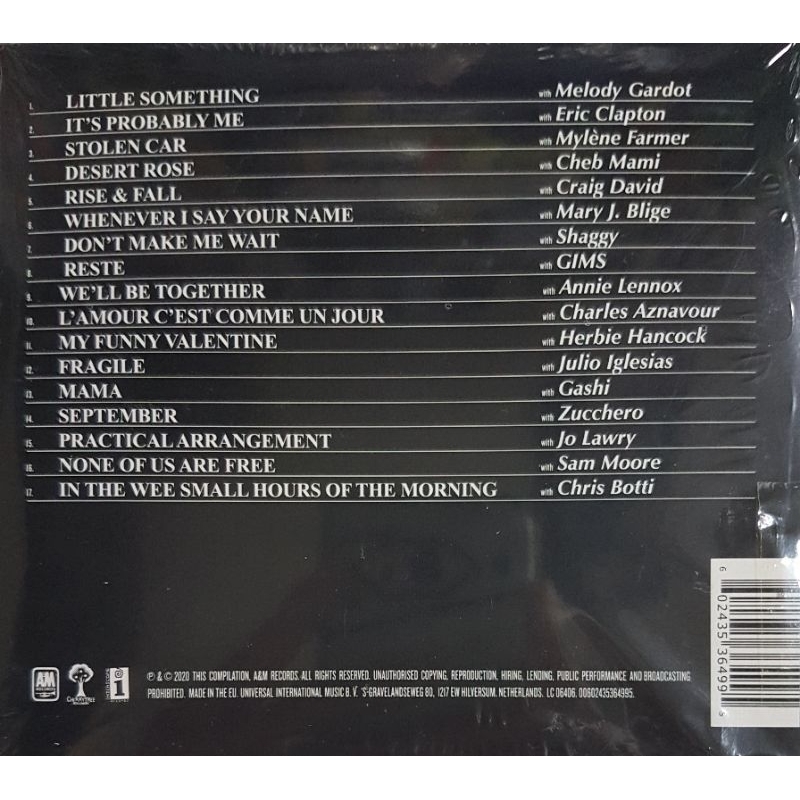 1. LITTLE SOMETHING with Melody Gardot
2. IT'S PROBABLY ME with Eric Clapton
3. STOLEN CAR with Mylène Farmer
4. DESERT ROSE with Cheb Mami
5. RISE & FALL with Craig David
6. WHENEVER I SAY YOUR NAME with Mary J. Blige
7. DON'T MAKE ME WAIT with Shaggy
8. RESTE with GIMS
9. WE'LL BE TOGETHER with Annie Lennox
10. L'AMOUR C'EST COMME UN JOUR with Charles Aznavour
11. MY FUNNY VALENTINE with Herbie Hancock
12. FRAGILE with Julio Iglesias
13. MAMA with Gashi
14. SEPTEMBER with Zucchero
15. PRACTICAL ARRANGEMENT with Jo Lawry
16. NONE OF US ARE FREE with Sam Moore
17. IN THE WEE SMALL HOURS OF THE MORNING with Chris Botti
6 02435 36499 5
A&M RECORDS
CHERRYTREE RECORDS
INTERSCOPE RECORDS
℗ & © 2020 THIS COMPILATION, A&M RECORDS. ALL RIGHTS RESERVED. UNAUTHORISED COPYING, REPRODUCTION, HIRING, LENDING, PUBLIC PERFORMANCE AND BROADCASTING
PROHIBITED. MADE IN THE EU. UNIVERSAL INTERNATIONAL MUSIC B.V. 'S-GRAVELANDSEWEG 80, 1217 EW HILVERSUM. NETHERLANDS. LC 06406. 00602435364995.